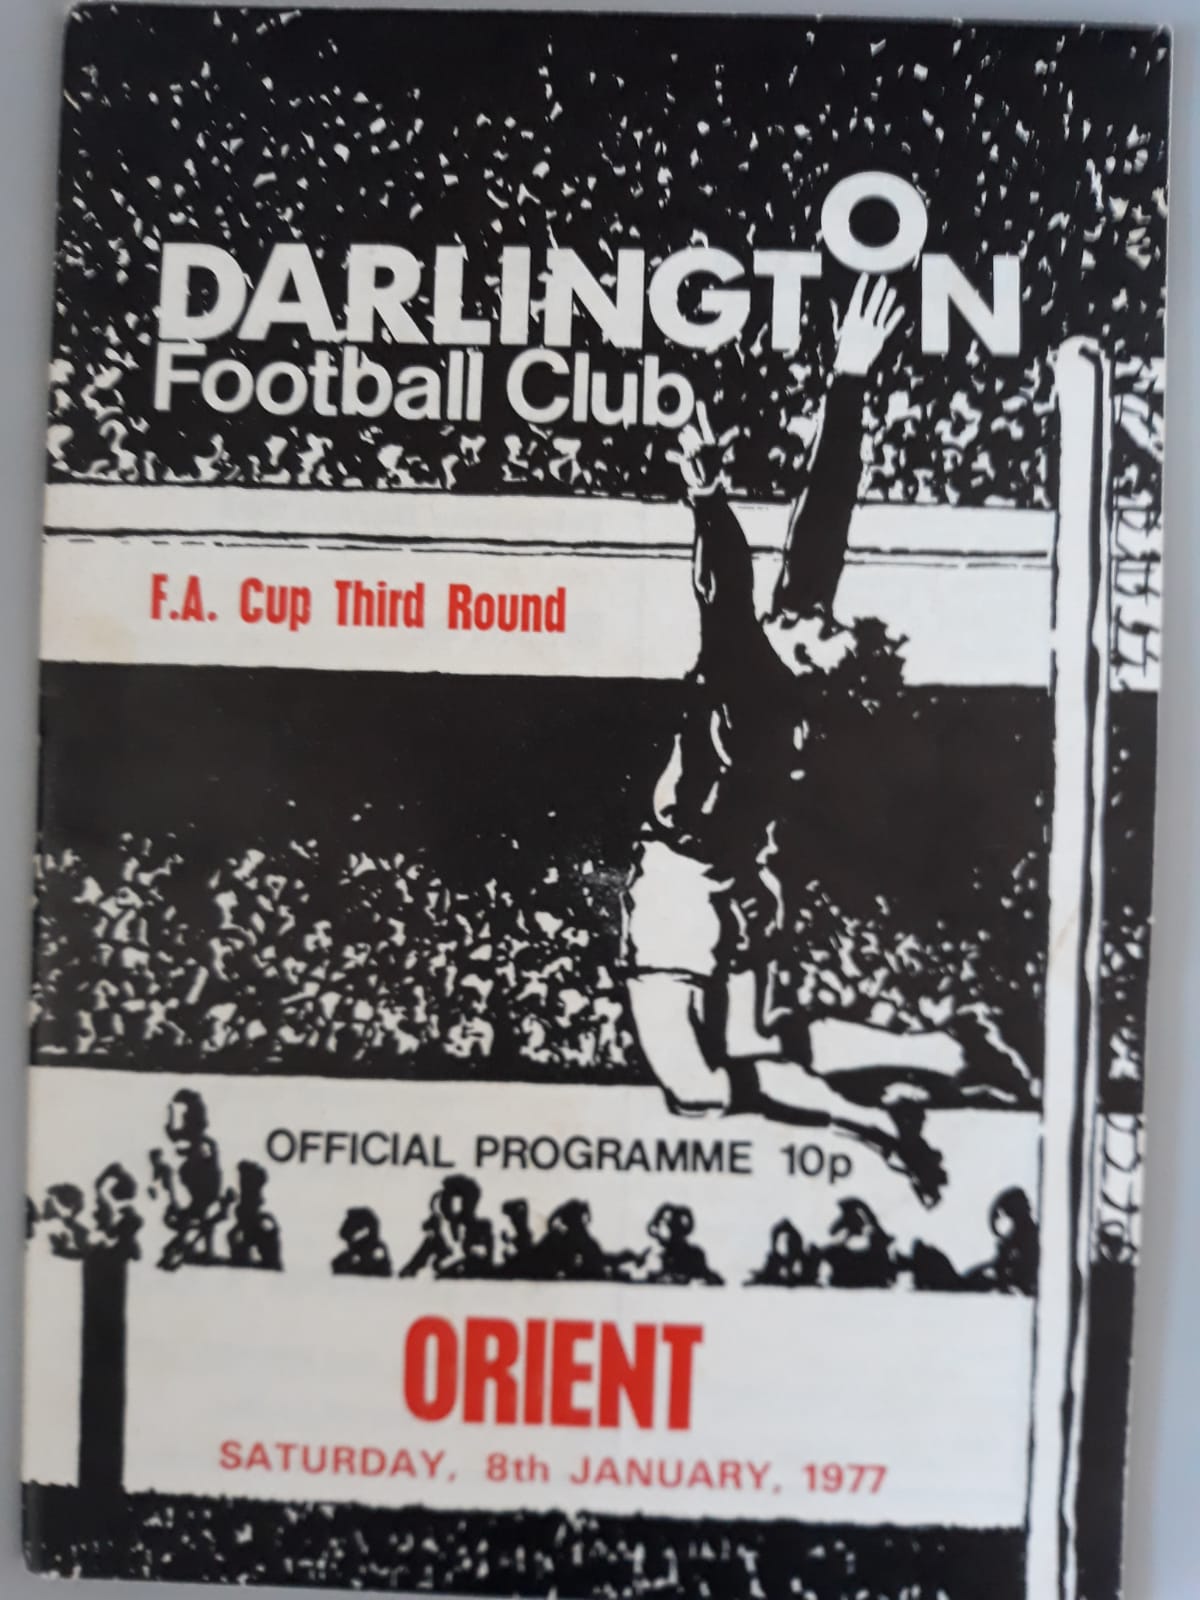 DARLINGTON
Football Club
F.A. Cup Third Round
OFFICIAL PROGRAMME 10p
ORIENT
SATURDAY, 8th JANUARY, 1977